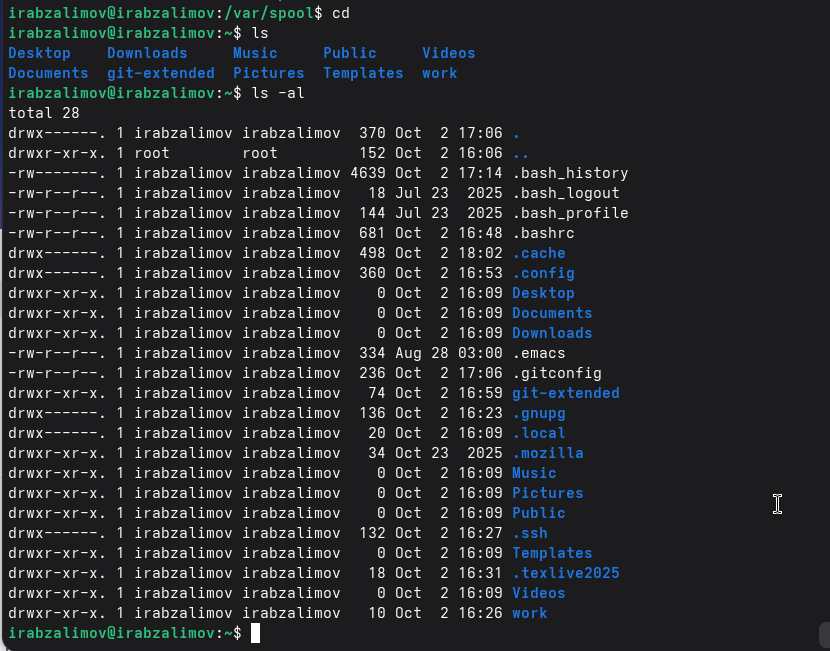 irabzalimov@irabzalimov:/var/spool$ cd
irabzalimov@irabzalimov:~$ ls
Desktop    Downloads     Music     Public     Videos
Documents  git-extended  Pictures  Templates  work
irabzalimov@irabzalimov:~$ ls -al
total 28
drwx------. 1 irabzalimov irabzalimov  370 Oct  2 17:06 .
drwxr-xr-x. 1 root        root         152 Oct  2 16:06 ..
-rw-------. 1 irabzalimov irabzalimov 4639 Oct  2 17:14 .bash_history
-rw-r--r--. 1 irabzalimov irabzalimov   18 Jul 23  2025 .bash_logout
-rw-r--r--. 1 irabzalimov irabzalimov  144 Jul 23  2025 .bash_profile
-rw-r--r--. 1 irabzalimov irabzalimov  681 Oct  2 16:48 .bashrc
drwx------. 1 irabzalimov irabzalimov  498 Oct  2 18:02 .cache
drwx------. 1 irabzalimov irabzalimov  360 Oct  2 16:53 .config
drwxr-xr-x. 1 irabzalimov irabzalimov    0 Oct  2 16:09 Desktop
drwxr-xr-x. 1 irabzalimov irabzalimov    0 Oct  2 16:09 Documents
drwxr-xr-x. 1 irabzalimov irabzalimov    0 Oct  2 16:09 Downloads
-rw-r--r--. 1 irabzalimov irabzalimov  334 Aug 28 03:00 .emacs
-rw-r--r--. 1 irabzalimov irabzalimov  236 Oct  2 17:06 .gitconfig
drwxr-xr-x. 1 irabzalimov irabzalimov   74 Oct  2 16:59 git-extended
drwx------. 1 irabzalimov irabzalimov  136 Oct  2 16:23 .gnupg
drwx------. 1 irabzalimov irabzalimov   20 Oct  2 16:09 .local
drwxr-xr-x. 1 irabzalimov irabzalimov   34 Oct 23  2025 .mozilla
drwxr-xr-x. 1 irabzalimov irabzalimov    0 Oct  2 16:09 Music
drwxr-xr-x. 1 irabzalimov irabzalimov    0 Oct  2 16:09 Pictures
drwxr-xr-x. 1 irabzalimov irabzalimov    0 Oct  2 16:09 Public
drwx------. 1 irabzalimov irabzalimov  132 Oct  2 16:27 .ssh
drwxr-xr-x. 1 irabzalimov irabzalimov    0 Oct  2 16:09 Templates
drwxr-xr-x. 1 irabzalimov irabzalimov   18 Oct  2 16:31 .texlive2025
drwxr-xr-x. 1 irabzalimov irabzalimov    0 Oct  2 16:09 Videos
drwxr-xr-x. 1 irabzalimov irabzalimov   10 Oct  2 16:26 work
irabzalimov@irabzalimov:~$